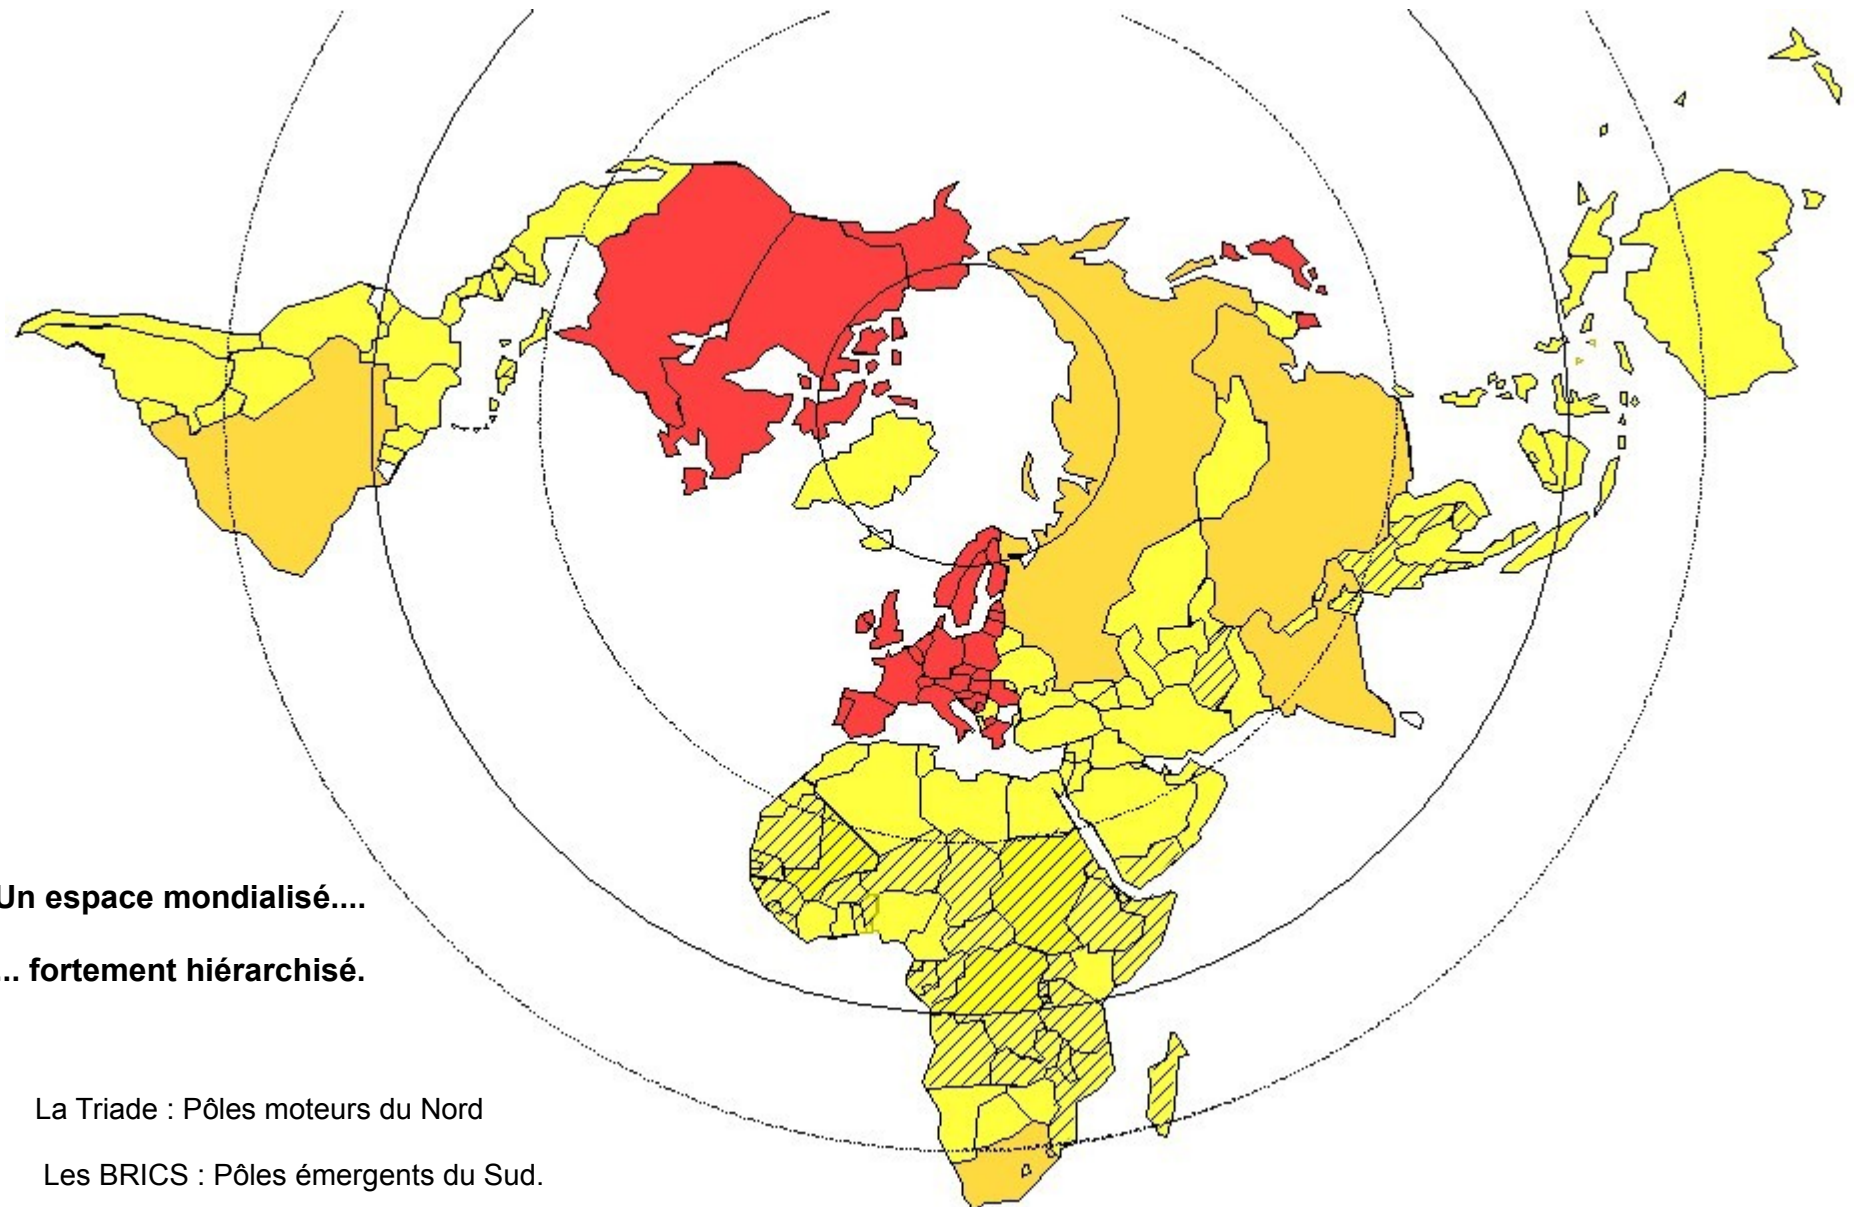 Un espace mondialisé....
... fortement hiérarchisé.
La Triade : Pôles moteurs du Nord
Les BRICS : Pôles émergents du Sud.